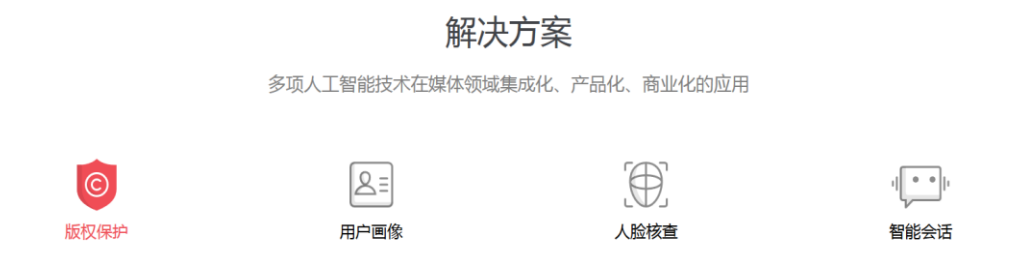 解决方案
多项人工智能技术在媒体领域集成化、产品化、商业化的应用
版权保护 用户画像 人脸核查 智能会话